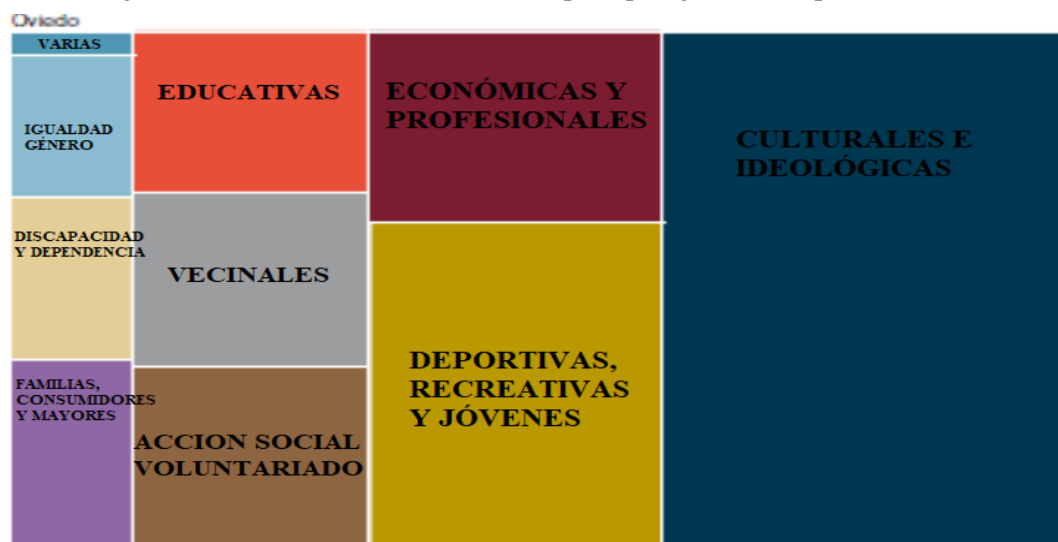 Oviedo
VARIAS
IGUALDAD
GÉNERO
DISCAPACIDAD
Y DEPENDENCIA
FAMILIAS,
CONSUMIDORES
Y MAYORES
EDUCATIVAS
VECINALES
ACCION SOCIAL
VOLUNTARIADO
ECONÓMICAS Y
PROFESIONALES
DEPORTIVAS,
RECREATIVAS
Y JÓVENES
CULTURALES E
IDEOLÓGICAS